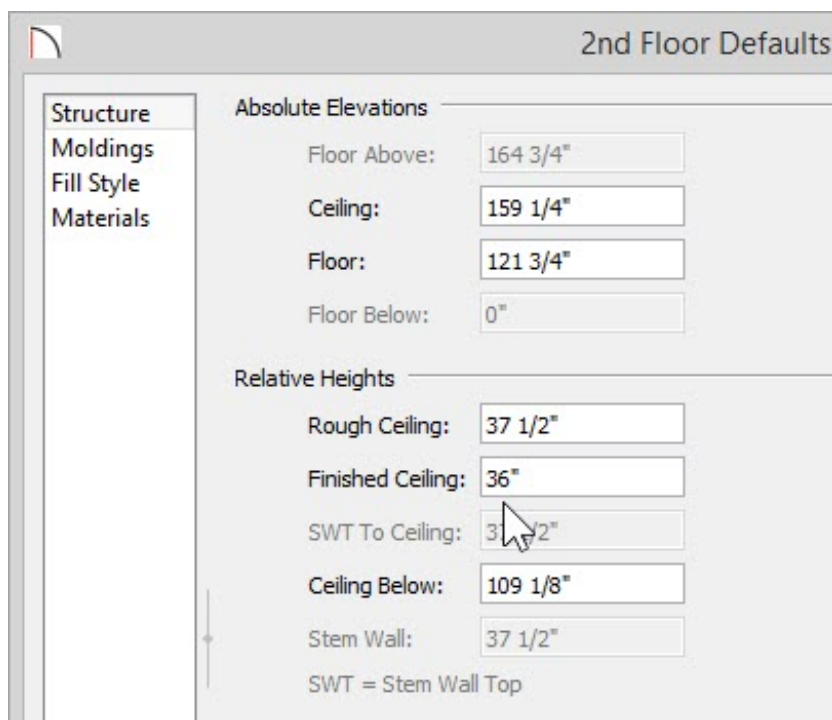 2nd Floor Defaults
Structure
Moldings
Fill Style
Materials
Absolute Elevations
Floor Above: 164 3/4"
Ceiling: 159 1/4"
Floor: 121 3/4"
Floor Below: 0"
Relative Heights
Rough Ceiling: 37 1/2"
Finished Ceiling: 36"
SWT To Ceiling:
Ceiling Below: 109 1/8"
Stem Wall: 37 1/2"
SWT = Stem Wall Top